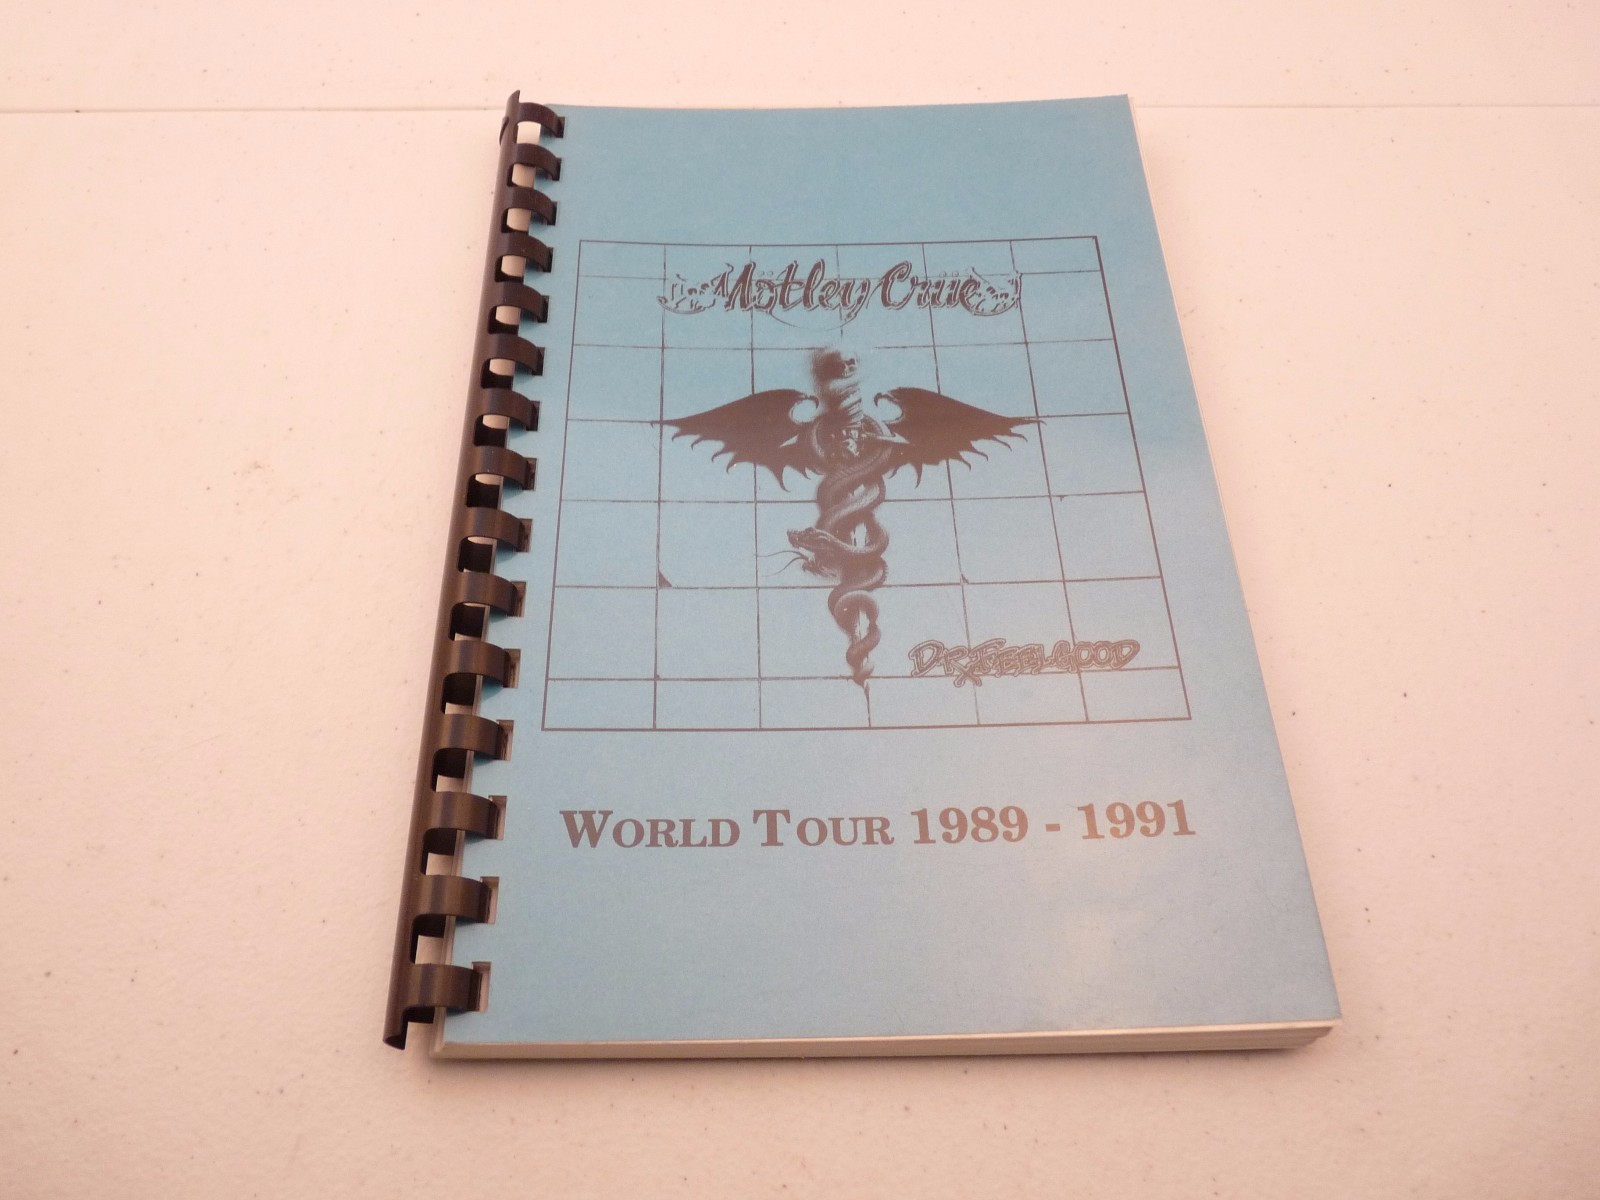 Mötley Crüe
Dr. Feelgood
World Tour 1989 - 1991